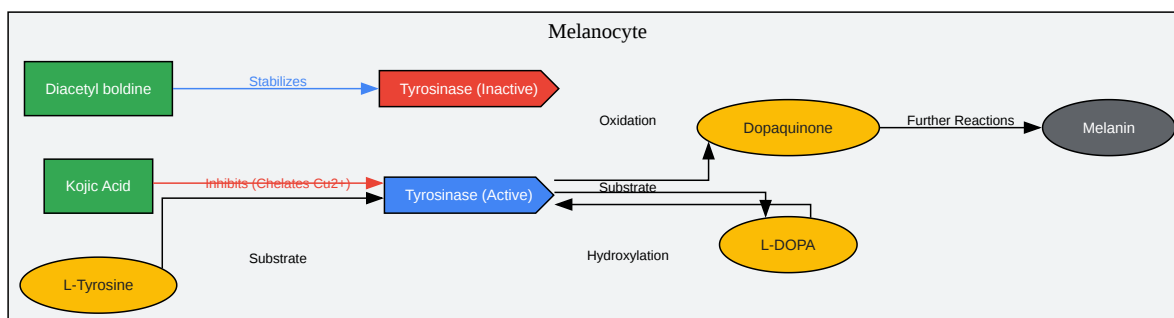 Melanocyte
Diacetyl boldine
Stabilizes
Tyrosinase (Inactive)
Oxidation
Dopaquinone
Further Reactions
Melanin
Kojic Acid
Inhibits (Chelates Cu2+)
Tyrosinase (Active)
Substrate
L-Tyrosine
Substrate
Hydroxylation
L-DOPA